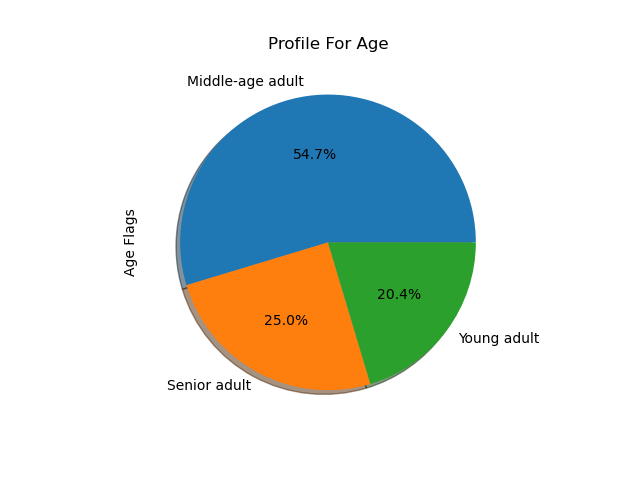 Profile For Age
Middle-age adult
54.7%
Age Flags
20.4%
25.0%
Young adult
Senior adult